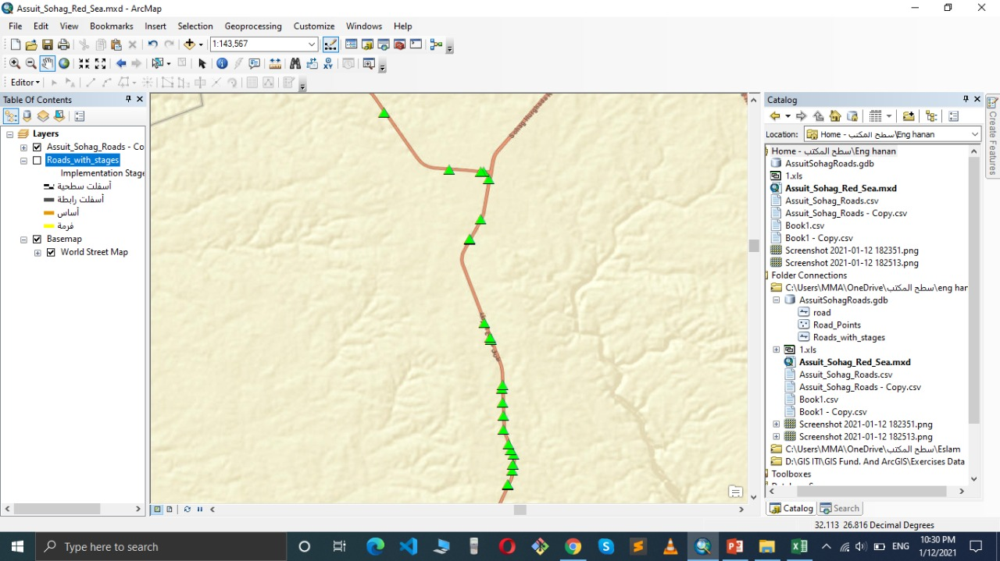 Assuit_Sohag_Red_Sea.mxd - ArcMap
File Edit View Bookmarks Insert Selection Geoprocessing Customize Windows Help
1:143,567
Editor
Table Of Contents
Layers
Assuit_Sohag_Roads - Co
Roads_with_stages
Implementation Stage
أسفلت سطحية
أسفلت رابطة
أساس
فرمة
Basemap
World Street Map
Catalog
Location: Home - سطح المكتب\Eng hanan
Home - سطح المكتب\Eng hanan
AssuitSohagRoads.gdb
1.xls
Assuit_Sohag_Red_Sea.mxd
Assuit_Sohag_Roads.csv
Assuit_Sohag_Roads - Copy.csv
Book1.csv
Book1 - Copy.csv
Screenshot 2021-01-12 182351.png
Screenshot 2021-01-12 182513.png
Folder Connections
C:\Users\MMA\OneDrive\سطح المكتب\eng har
AssuitSohagRoads.gdb
road
Road_Points
Roads_with_stages
1.xls
Assuit_Sohag_Red_Sea.mxd
Assuit_Sohag_Roads.csv
Assuit_Sohag_Roads - Copy.csv
Book1.csv
Book1 - Copy.csv
Screenshot 2021-01-12 182351.png
Screenshot 2021-01-12 182513.png
C:\Users\MMA\OneDrive\سطح المكتب\Eslam
D:\GIS ITI\GIS Fund. And ArcGIS\Exercises Data
Toolboxes
Catalog Search
Create Features
32.113 26.816 Decimal Degrees
Type here to search
ENG
10:30 PM
1/12/2021